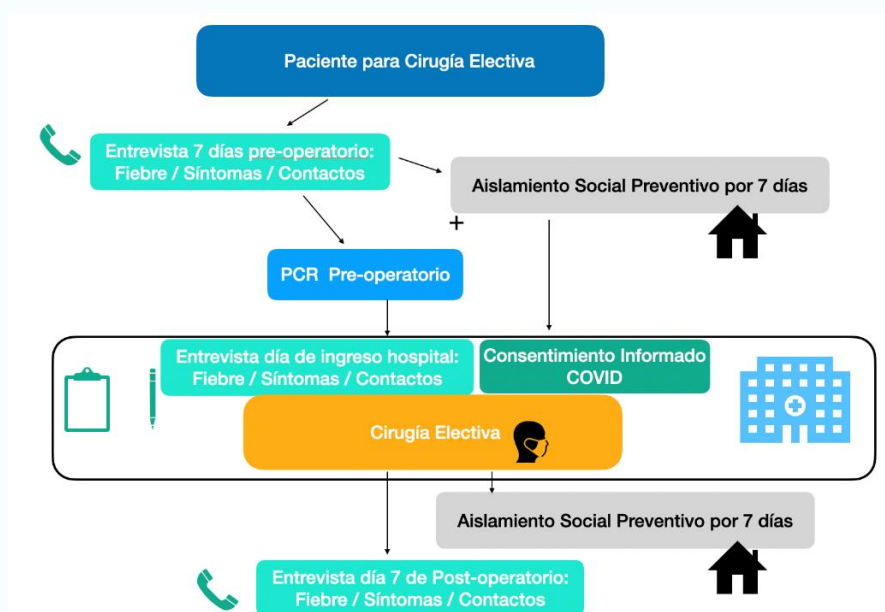 Paciente para Cirugía Electiva
Entrevista 7 días pre-operatorio:
Fiebre / Síntomas / Contactos
Aislamiento Social Preventivo por 7 días
+
PCR Pre-operatorio
Entrevista día de ingreso hospital:
Fiebre / Síntomas / Contactos
Consentimiento Informado
COVID
Cirugía Electiva
Aislamiento Social Preventivo por 7 días
Entrevista día 7 de Post-operatorio:
Fiebre / Síntomas / Contactos